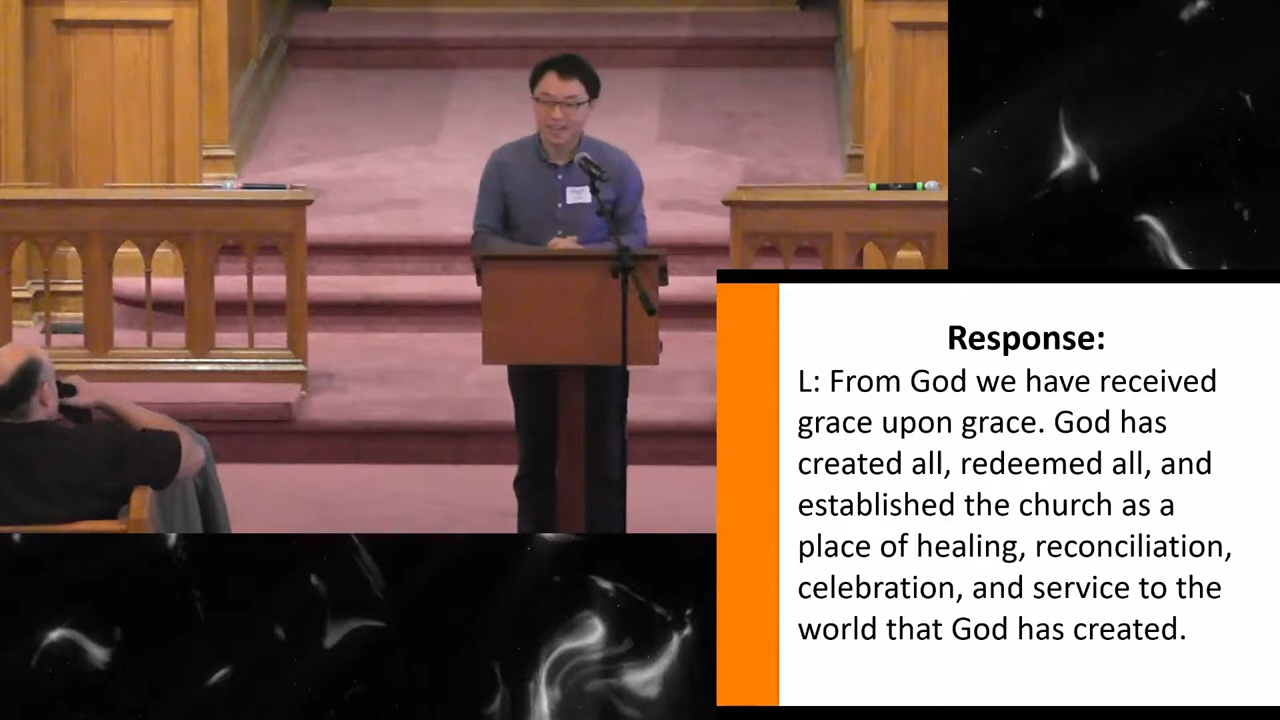 Response:
L: From God we have received
grace upon grace. God has
created all, redeemed all, and
established the church as a
place of healing, reconciliation,
celebration, and service to the
world that God has created.